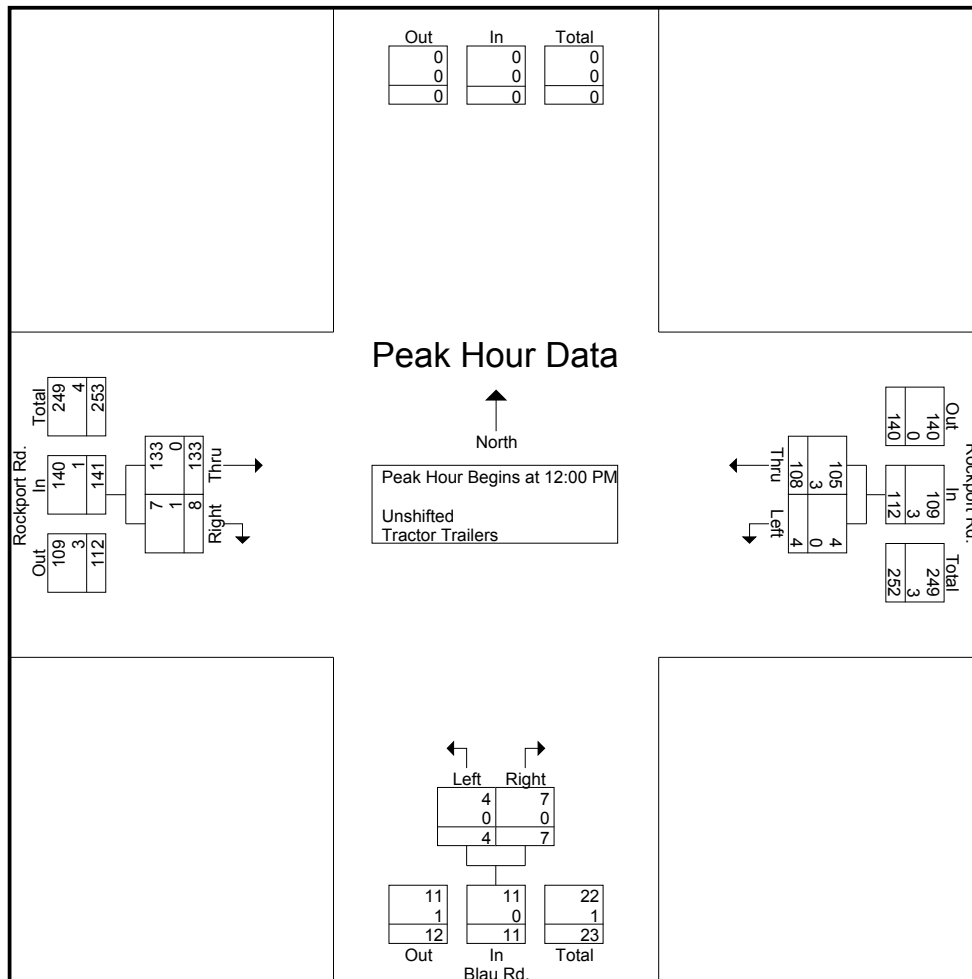 Out In Total
0 0 0
0 0 0
0 0 0
Peak Hour Data
North
Peak Hour Begins at 12:00 PM
Unshifted
Tractor Trailers
Rockport Rd.
Total
249
4
253
In
140
1
141
Out
109
3
112
Thru
133
0
133
Right
7
1
8
Rockport Rd.
Out
140
0
140
In
109
3
112
Total
249
3
252
Thru
105
3
108
Left
4
0
4
Left Right
4 7
0 0
4 7
11 11 22
1 0 1
12 11 23
Out In Total
Blau Rd.